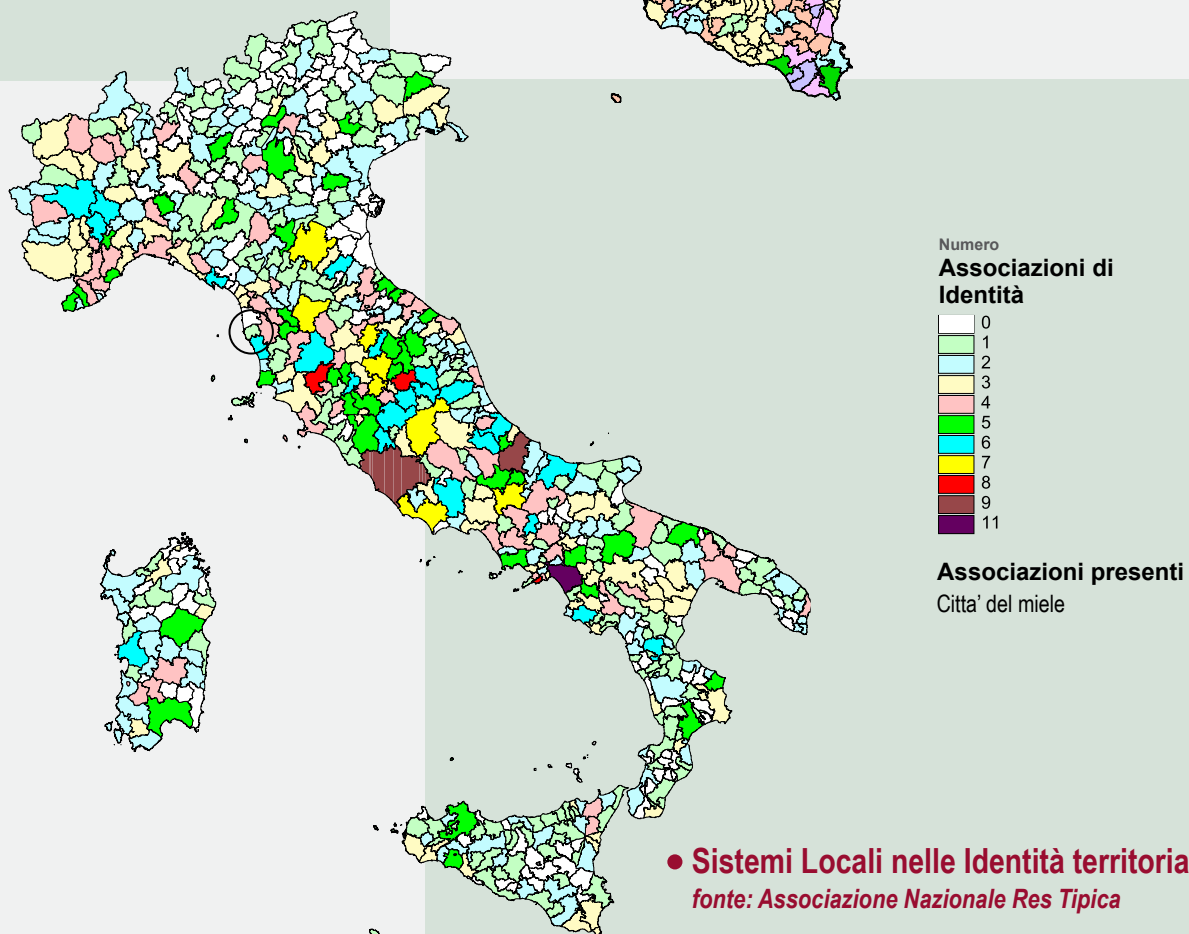 Numero
Associazioni di
Identità
0
1
2
3
4
5
6
7
8
9
11
Associazioni presenti
Citta' del miele
• Sistemi Locali nelle Identità territoria
fonte: Associazione Nazionale Res Tipica